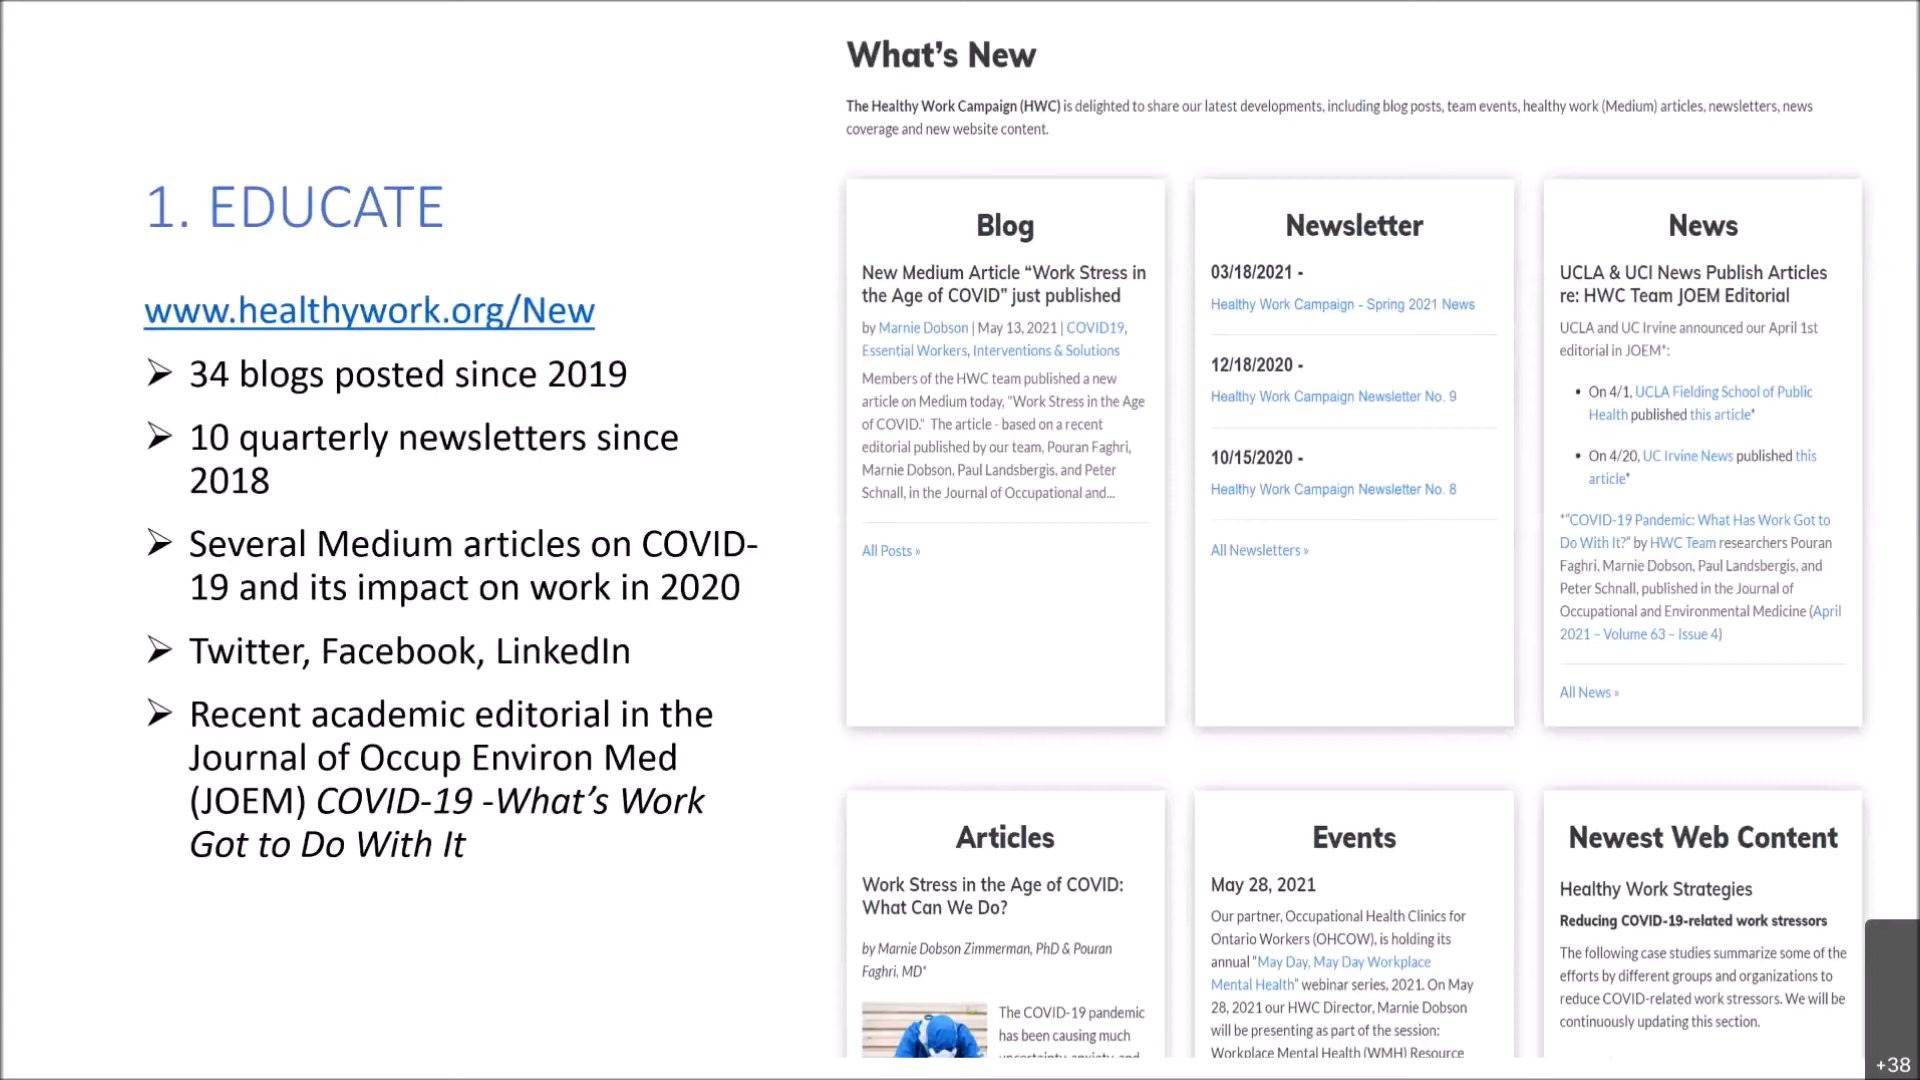 1. EDUCATE
www.healthywork.org/New
➢ 34 blogs posted since 2019
➢ 10 quarterly newsletters since
2018
➢ Several Medium articles on COVID-
19 and its impact on work in 2020
➢ Twitter, Facebook, LinkedIn
➢ Recent academic editorial in the
Journal of Occup Environ Med
(JOEM) COVID-19 -What's Work
Got to Do With It
What's New
The Healthy Work Campaign (HWC) is delighted to share our latest developments, including blog posts, team events, healthy work (Medium) articles, newsletters, news
coverage and new website content.
Blog
New Medium Article “Work Stress in
the Age of COVID” just published
by Marnie Dobson | May 13, 2021 | COVID19,
Essential Workers, Interventions & Solutions
Members of the HWC team published a new
article on Medium today, "Work Stress in the Age
of COVID." The article - based on a recent
editorial published by our team, Pouran Faghri,
Marnie Dobson, Paul Landsbergis, and Peter
Schnall, in the Journal of Occupational and...
All Posts »
Newsletter
03/18/2021 -
Healthy Work Campaign - Spring 2021 News
12/18/2020 -
Healthy Work Campaign Newsletter No. 9
10/15/2020 -
Healthy Work Campaign Newsletter No. 8
All Newsletters »
News
UCLA & UCI News Publish Articles
re: HWC Team JOEM Editorial
UCLA and UC Irvine announced our April 1st
editorial in JOEM*:
• On 4/1, UCLA Fielding School of Public
Health published this article*
• On 4/20, UC Irvine News published this
article*
*"COVID-19 Pandemic: What Has Work Got to
Do With It?" by HWC Team researchers Pouran
Faghri, Marnie Dobson, Paul Landsbergis, and
Peter Schnall, published in the Journal of
Occupational and Environmental Medicine (April
2021 – Volume 63 – Issue 4)
All News »
Articles
Work Stress in the Age of COVID:
What Can We Do?
by Marnie Dobson Zimmerman, PhD & Pouran
Faghri, MD*
The COVID-19 pandemic
has been causing much
uncertainty, anxiety, and
Events
May 28, 2021
Our partner, Occupational Health Clinics for
Ontario Workers (OHCOW), is holding its
annual "May Day, May Day Workplace
Mental Health" webinar series, 2021. On May
28, 2021 our HWC Director, Marnie Dobson
will be presenting as part of the session:
Workplace Mental Health (WMH) Resource
Newest Web Content
Healthy Work Strategies
Reducing COVID-19-related work stressors
The following case studies summarize some of the
efforts by different groups and organizations to
reduce COVID-related work stressors. We will be
continuously updating this section.
+38